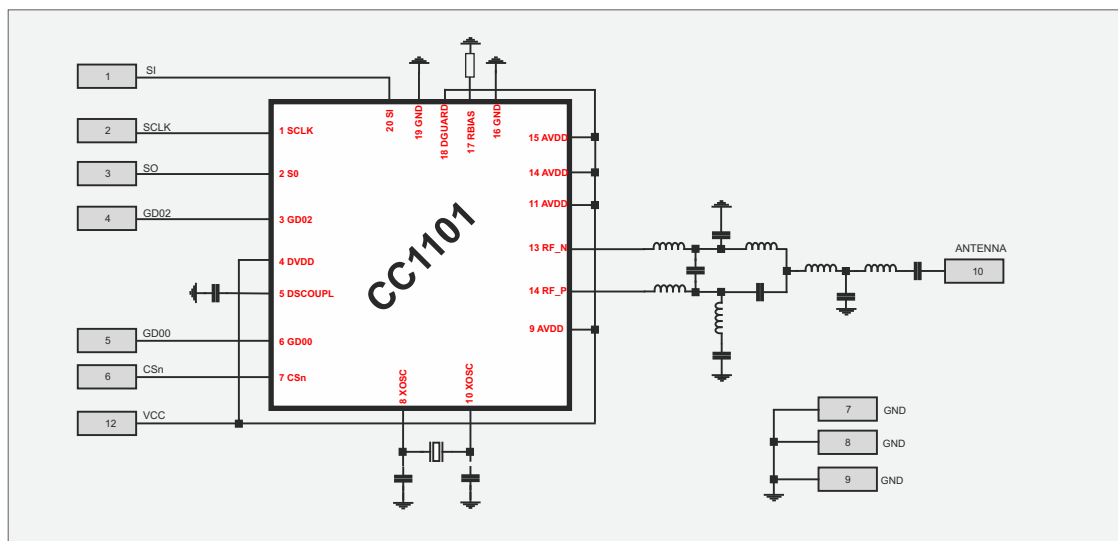 1 SI
2 SCLK
3 SO
4 GD02
5 GD00
6 CSn
12 VCC
20 SI
19 GND
18 DGUARD
17 RBIAS
16 GND
1 SCLK
2 S0
3 GD02
4 DVDD
5 DSCOUPL
6 GD00
7 CSn
CC1101
15 AVDD
14 AVDD
11 AVDD
13 RF_N
14 RF_P
9 AVDD
8 XOSC
10 XOSC
ANTENNA
10
7 GND
8 GND
9 GND